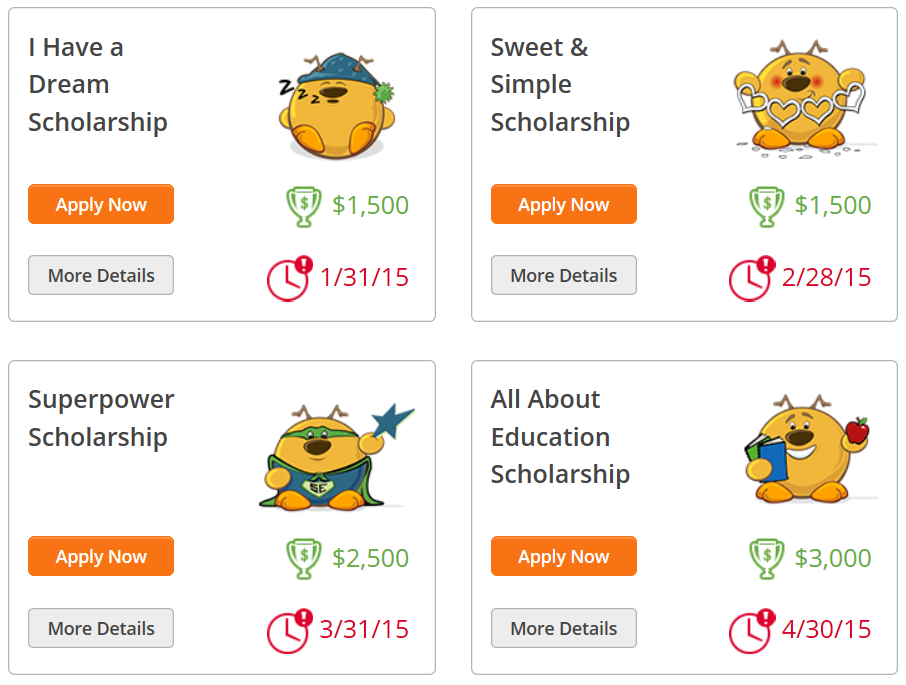 I Have a
Dream
Scholarship
z z z z
Apply Now
$ $1,500
More Details
! 1/31/15
Sweet &
Simple
Scholarship
Apply Now
$ $1,500
More Details
! 2/28/15
Superpower
Scholarship
SE
Apply Now
$ $2,500
More Details
! 3/31/15
All About
Education
Scholarship
Apply Now
$ $3,000
More Details
! 4/30/15